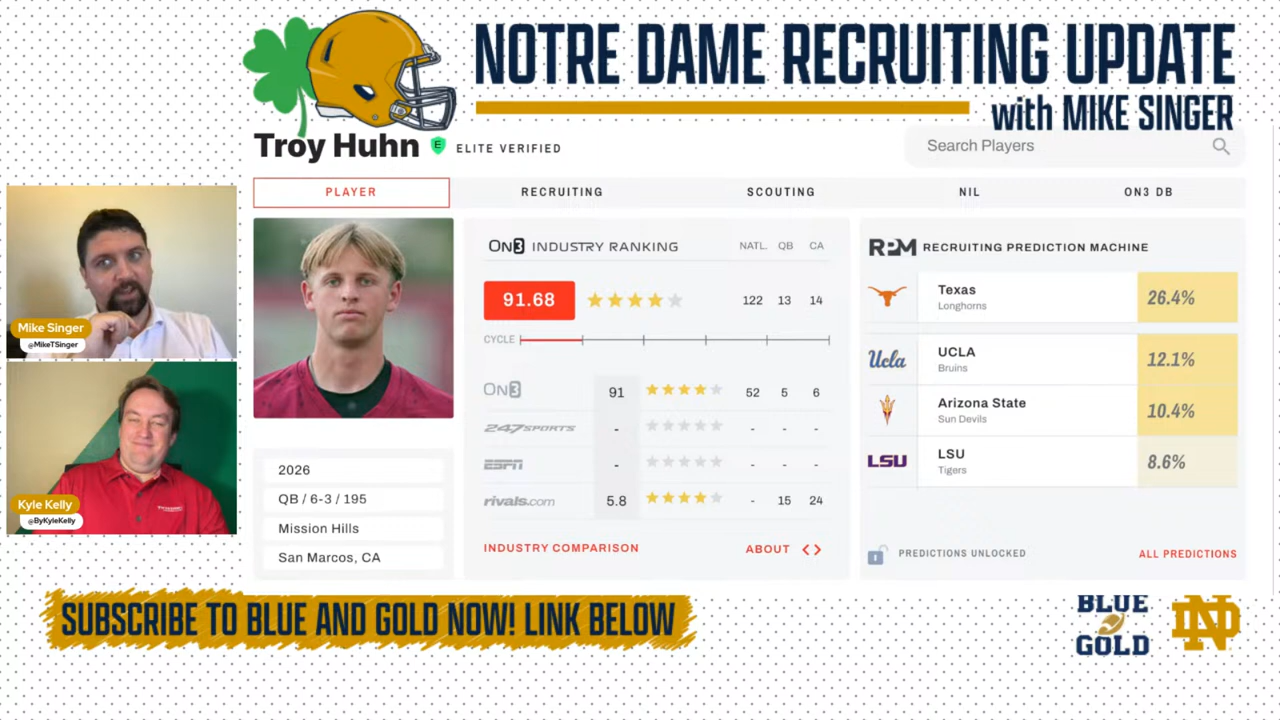 NOTRE DAME RECRUITING UPDATE
with MIKE SINGER
Troy Huhn E ELITE VERIFIED
Search Players
PLAYER RECRUITING SCOUTING NIL ON3 DB
Mike Singer
@MikeTSinger
Kyle Kelly
@ByKyleKelly
2026
QB / 6-3 / 195
Mission Hills
San Marcos, CA
On3 INDUSTRY RANKING NATL. QB CA
91.68 122 13 14
CYCLE
On3 91 52 5 6
247SPORTS - - - -
ESPN - - - -
rivals.com 5.8 - 15 24
INDUSTRY COMPARISON ABOUT
RPM RECRUITING PREDICTION MACHINE
Texas
Longhorns
26.4%
Ucla UCLA
Bruins
12.1%
Arizona State
Sun Devils
10.4%
LSU LSU
Tigers
8.6%
PREDICTIONS UNLOCKED ALL PREDICTIONS
SUBSCRIBE TO BLUE AND GOLD NOW! LINK BELOW
BLUE
GOLD
ND